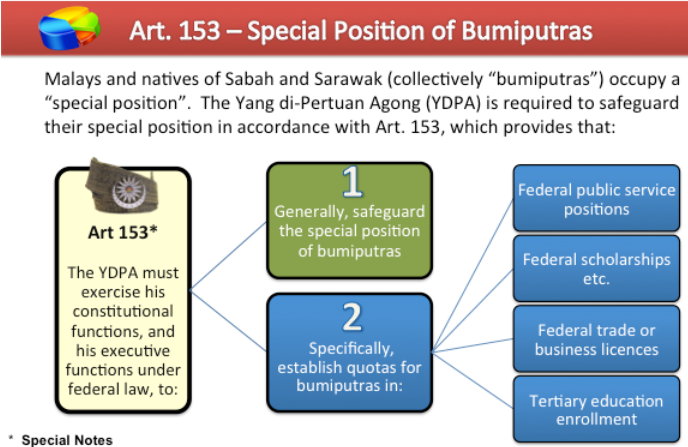 Art. 153 – Special Position of Bumiputras
Malays and natives of Sabah and Sarawak (collectively “bumiputras”) occupy a
“special position”.  The Yang di-Pertuan Agong (YDPA) is required to safeguard
their special position in accordance with Art. 153, which provides that:
Art 153*
The YDPA must
exercise his
constitutional
functions, and
his executive
functions under
federal law, to:
1
Generally, safeguard
the special position
of bumiputras
2
Specifically,
establish quotas for
bumiputras in:
Federal public service
positions
Federal scholarships
etc.
Federal trade or
business licences
Tertiary education
enrollment
* Special Notes